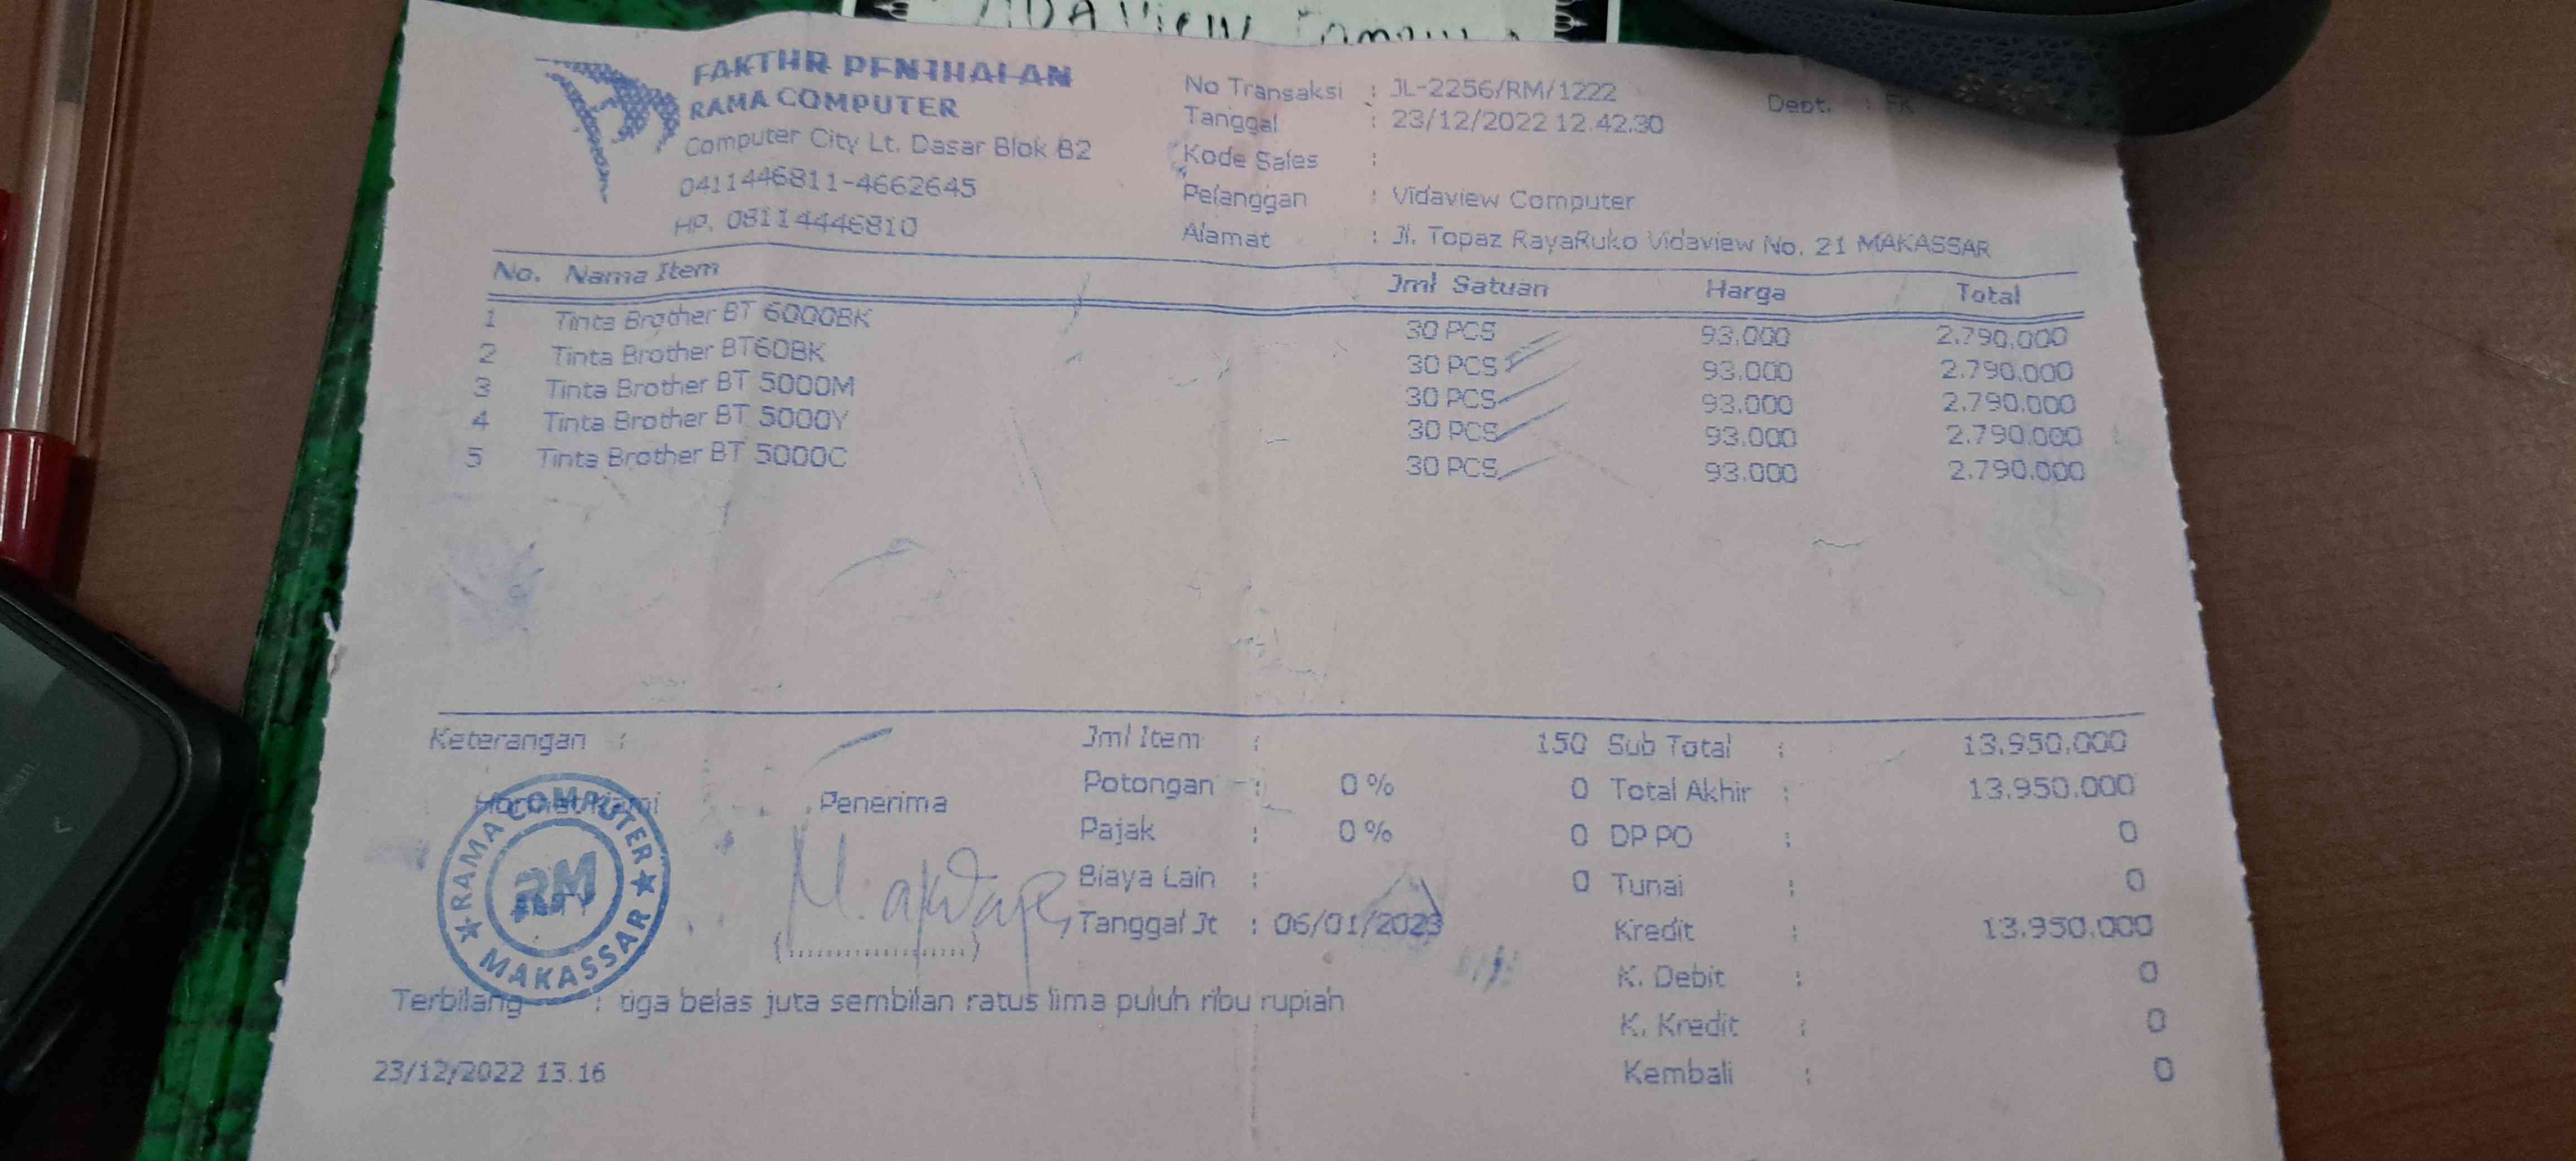 FAKTUR PENJUALAN
RAMA COMPUTER
Computer City Lt. Dasar Blok B2
0411446811-4662645
HP. 08114446810
No Transaksi : JL-2256/RM/1222
Dept. : FK
Tanggal : 23/12/2022 12.42.30
Kode Sales :
Pelanggan : Vidaview Computer
Alamat : Jl. Topaz RayaRuko Vidaview No. 21 MAKASSAR
No. Nama Item Jml Satuan Harga Total
1 Tinta Brother BT 6000BK 30 PCS 93.000 2.790.000
2 Tinta Brother BT60BK 30 PCS 93.000 2.790.000
3 Tinta Brother BT 5000M 30 PCS 93.000 2.790.000
4 Tinta Brother BT 5000Y 30 PCS 93.000 2.790.000
5 Tinta Brother BT 5000C 30 PCS 93.000 2.790.000
Keterangan : Jml Item : 150 Sub Total : 13.950.000
Hormat Kami Penerima Potongan : 0 % 0 Total Akhir : 13.950.000
Pajak : 0 % 0 DP PO : 0
Biaya Lain : 0 Tunai : 0
Tanggal Jt : 06/01/2023 Kredit : 13.950.000
K. Debit : 0
K. Kredit : 0
Kembali : 0
RAMA COMPUTER
RM
MAKASSAR
Terbilang : tiga belas juta sembilan ratus lima puluh ribu rupiah
23/12/2022 13.16